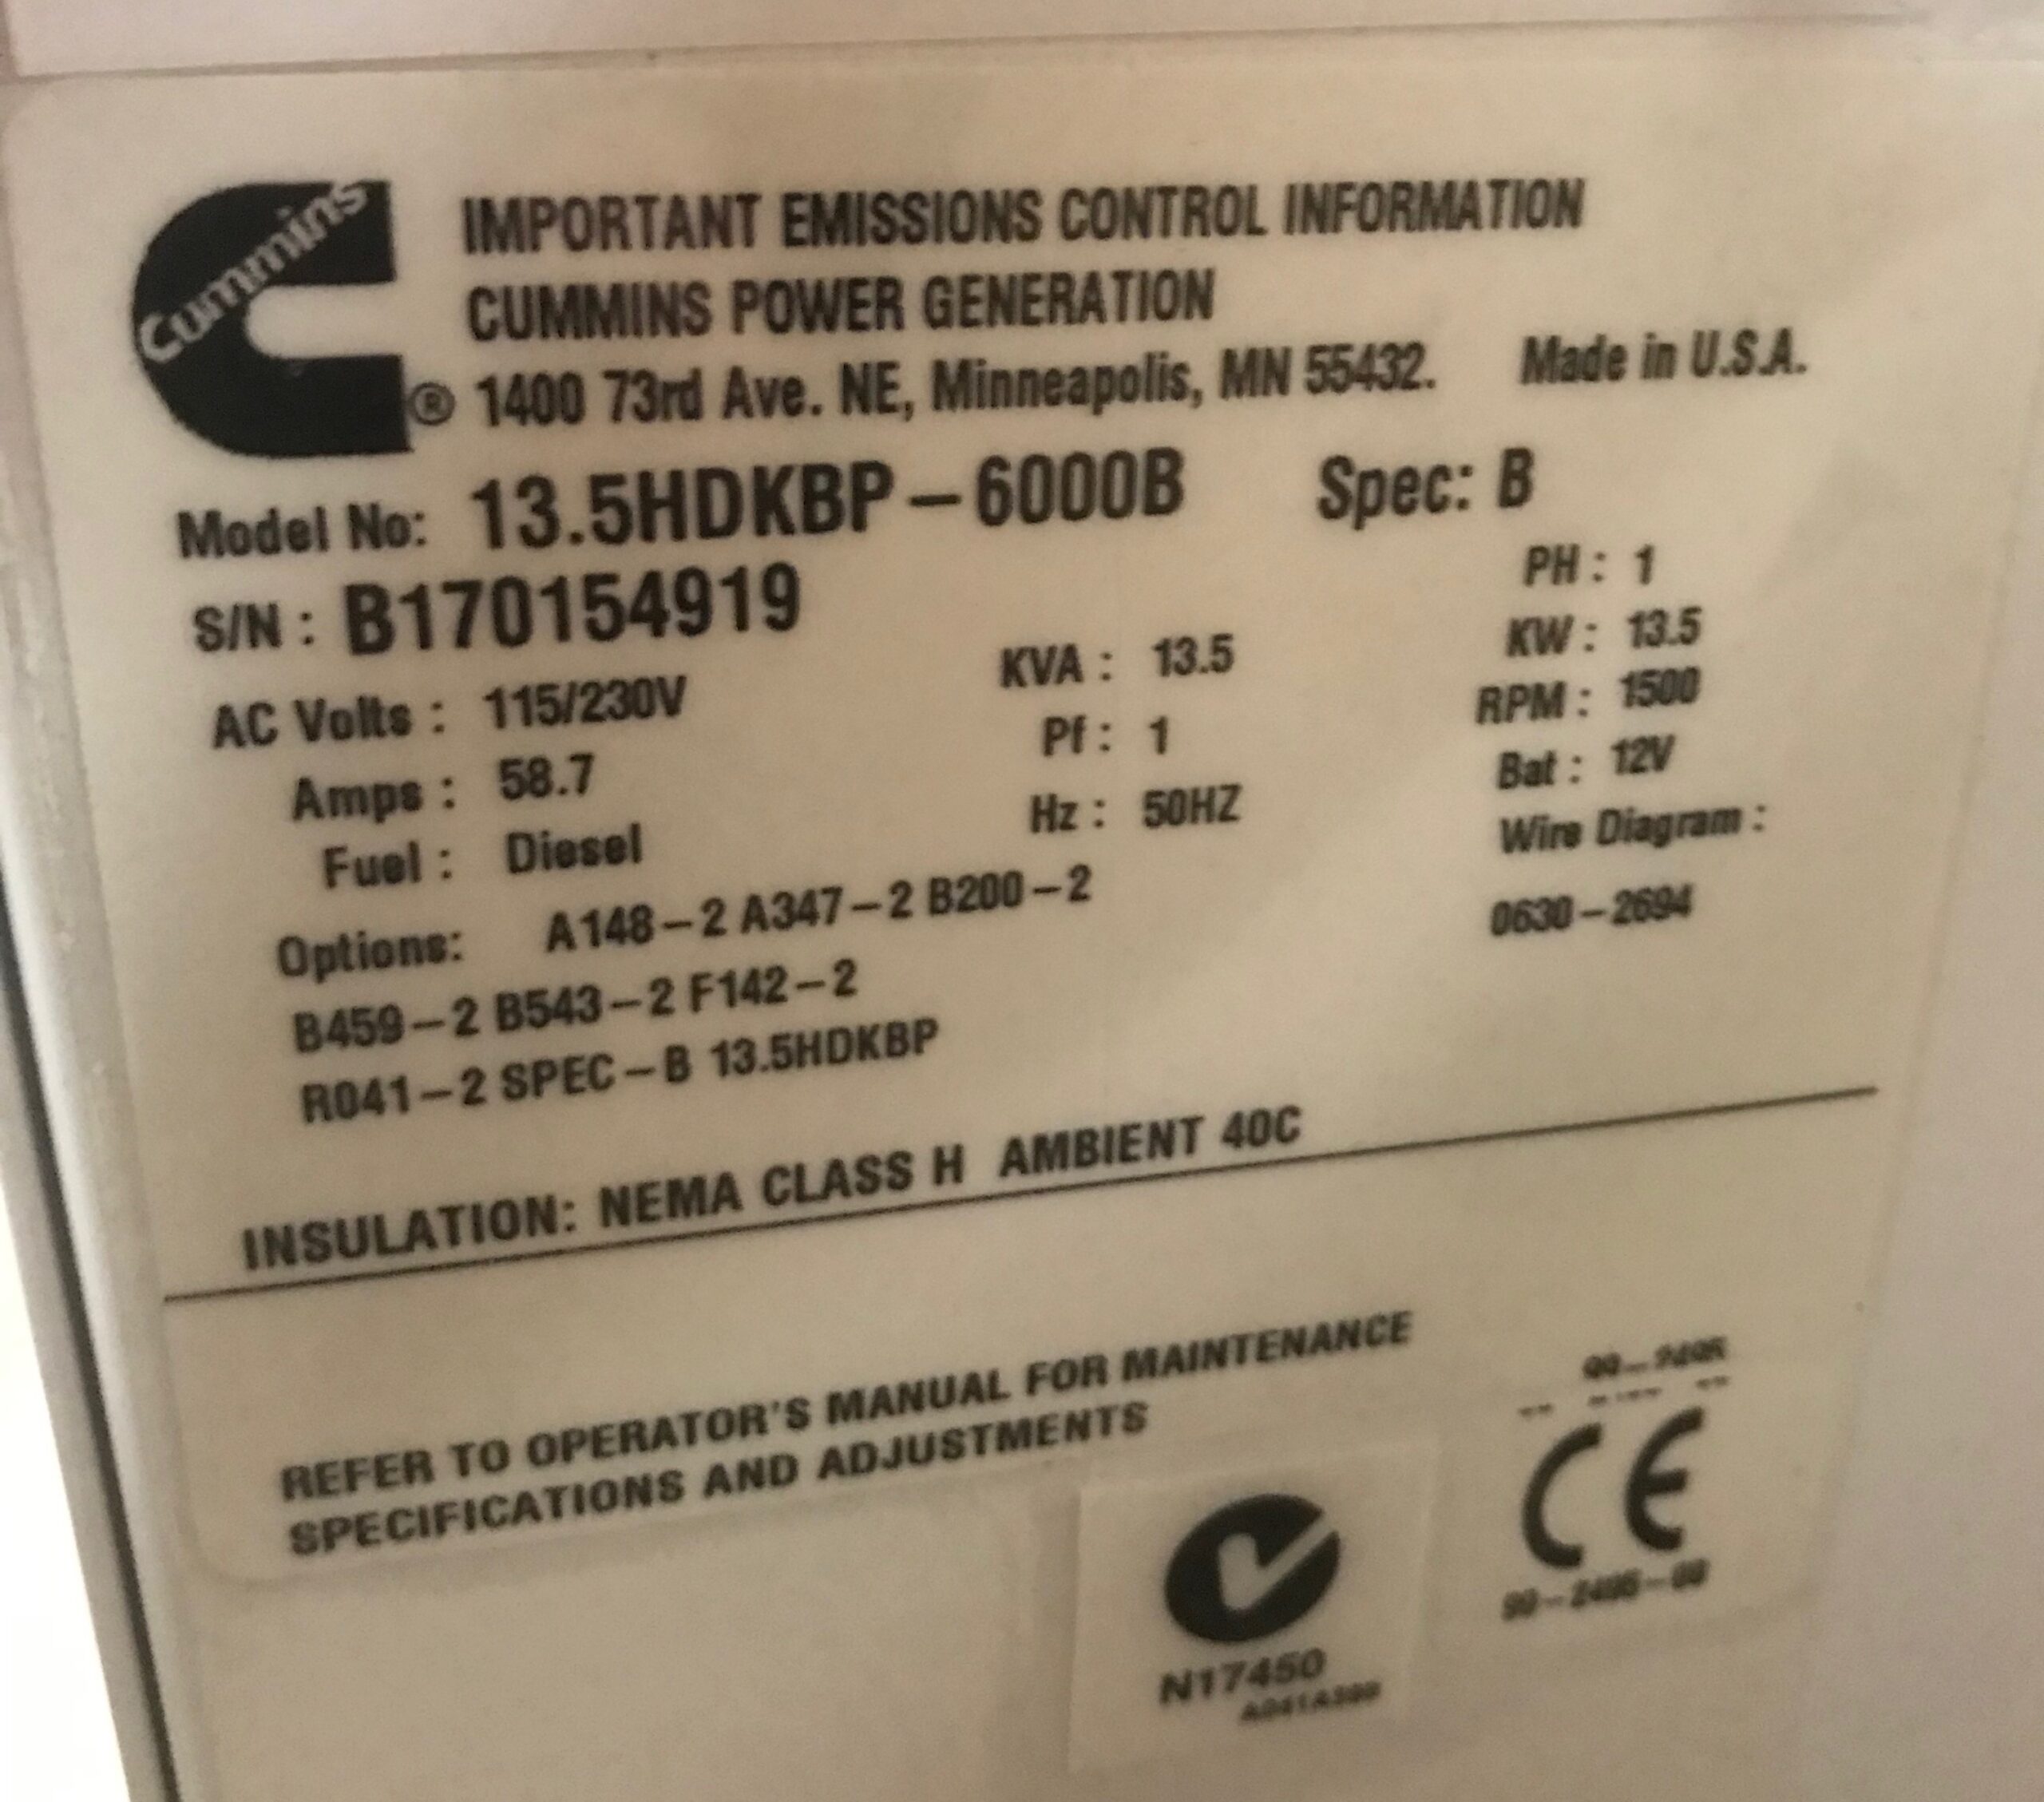 Cummins
IMPORTANT EMISSIONS CONTROL INFORMATION
CUMMINS POWER GENERATION
® 1400 73rd Ave. NE, Minneapolis, MN 55432. Made in U.S.A.
Model No: 13.5HDKBP-6000B Spec: B
S/N : B170154919 PH : 1
AC Volts : 115/230V KVA : 13.5 KW : 13.5
Amps : 58.7 Pf : 1 RPM : 1500
Fuel : Diesel Hz : 50HZ Bat : 12V
Options: A148-2 A347-2 B200-2 Wire Diagram :
B459-2 B543-2 F142-2 0630-2694
R041-2 SPEC-B 13.5HDKBP
INSULATION: NEMA CLASS H AMBIENT 40C
REFER TO OPERATOR'S MANUAL FOR MAINTENANCE
SPECIFICATIONS AND ADJUSTMENTS
CE
N17450